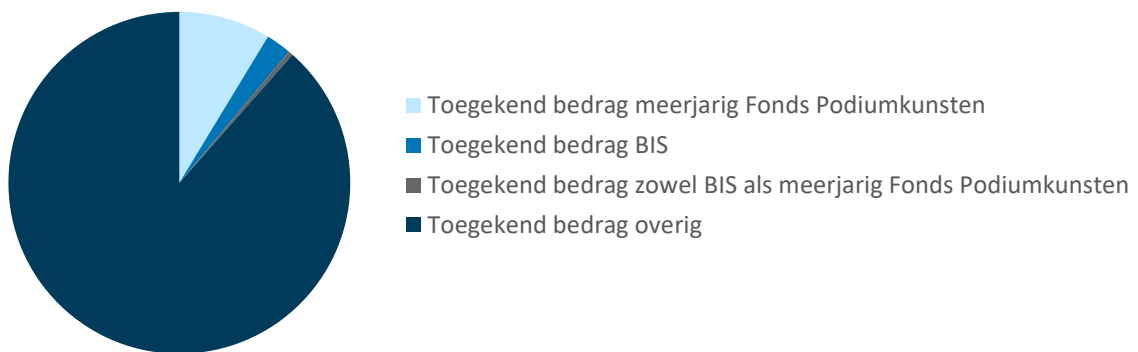 Toegekend bedrag meerjarig Fonds Podiumkunsten
Toegekend bedrag BIS
Toegekend bedrag zowel BIS als meerjarig Fonds Podiumkunsten
Toegekend bedrag overig